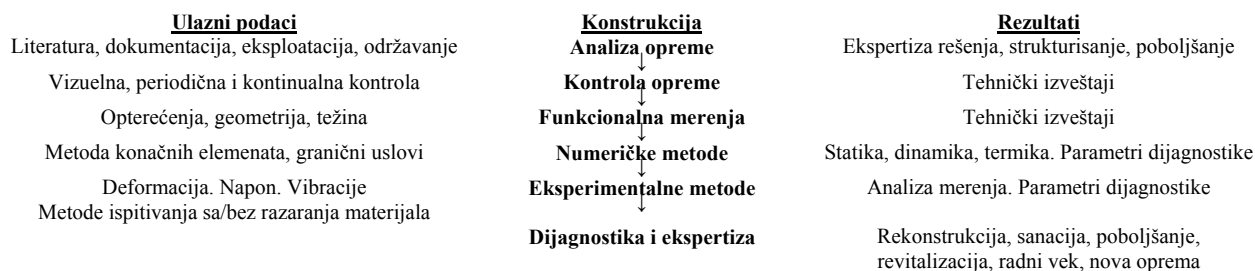 Ulazni podaci Konstrukcija Rezultati
Literatura, dokumentacija, eksploatacija, održavanje Analiza opreme Ekspertiza rešenja, strukturisanje, poboljšanje
↓
Vizuelna, periodična i kontinualna kontrola Kontrola opreme Tehnički izveštaji
↓
Opterećenja, geometrija, težina Funkcionalna merenja Tehnički izveštaji
↓
Metoda konačnih elemenata, granični uslovi Numeričke metode Statika, dinamika, termika. Parametri dijagnostike
↓
Deformacija. Napon. Vibracije Eksperimentalne metode Analiza merenja. Parametri dijagnostike
↓
Metode ispitivanja sa/bez razaranja materijala
Dijagnostika i ekspertiza Rekonstrukcija, sanacija, poboljšanje,
revitalizacija, radni vek, nova oprema